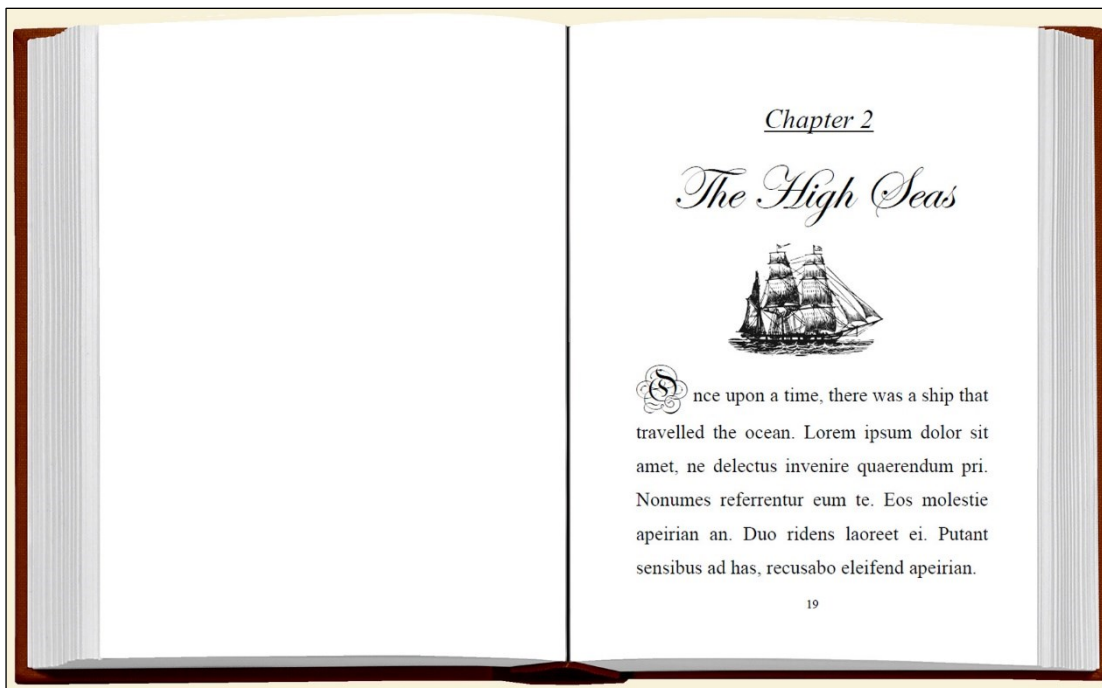 Chapter 2
The High Seas
Once upon a time, there was a ship that
travelled the ocean. Lorem ipsum dolor sit
amet, ne delectus invenire quaerendum pri.
Nonumes referrentur eum te. Eos molestie
apeirian an. Duo ridens laoreet ei. Putant
sensibus ad has, recusabo eleifend apeirian.
19